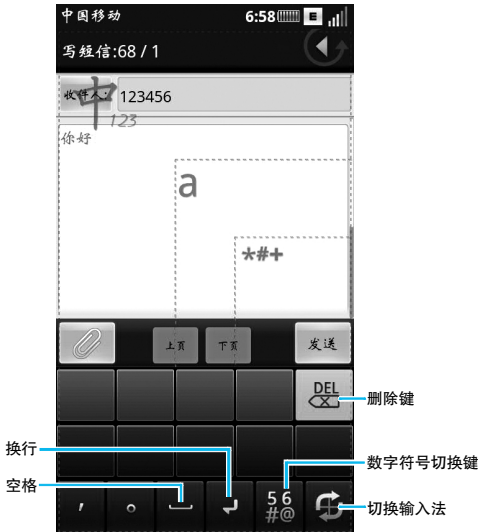 中国移动 6:58 E
写短信:68 / 1
收件人: 123456
中
123
你好
a
*#+
上页 下页 发送
DEL
删除键
换行
数字符号切换键
空格
, 。 5 6
#@
切换输入法